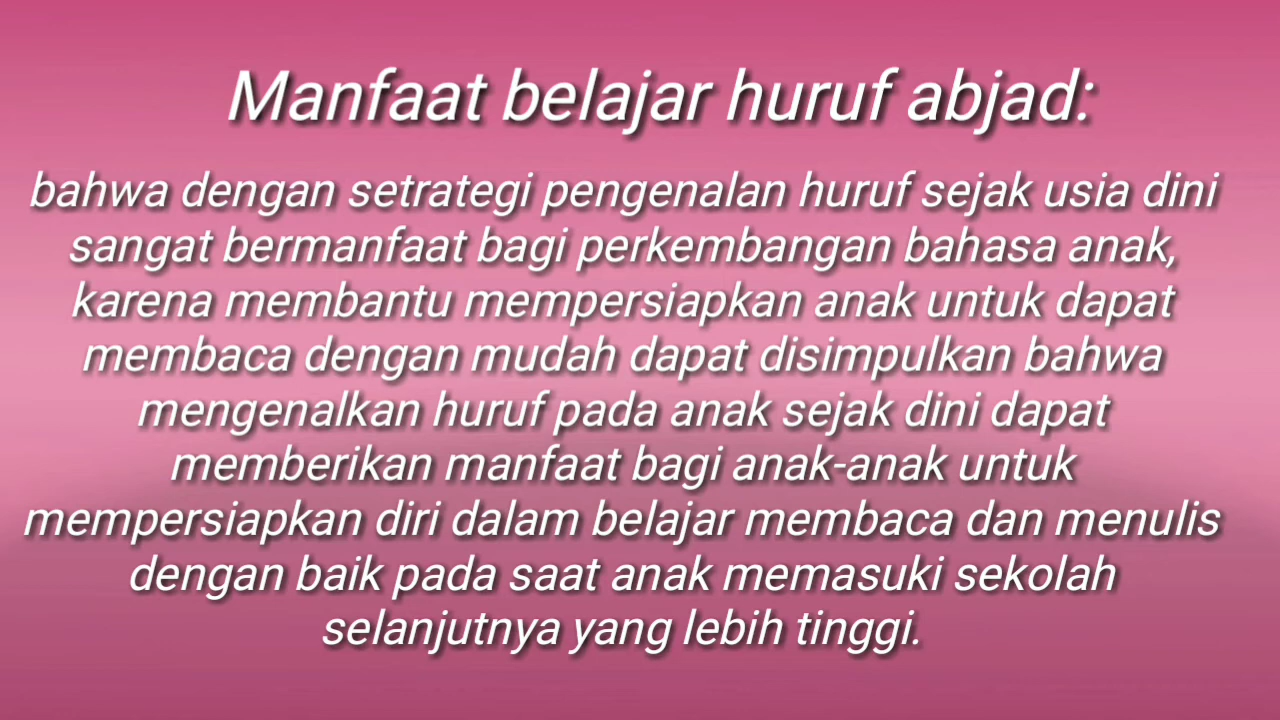 Manfaat belajar huruf abjad:
bahwa dengan setrategi pengenalan huruf sejak usia dini
sangat bermanfaat bagi perkembangan bahasa anak,
karena membantu mempersiapkan anak untuk dapat
membaca dengan mudah dapat disimpulkan bahwa
mengenalkan huruf pada anak sejak dini dapat
memberikan manfaat bagi anak-anak untuk
mempersiapkan diri dalam belajar membaca dan menulis
dengan baik pada saat anak memasuki sekolah
selanjutnya yang lebih tinggi.